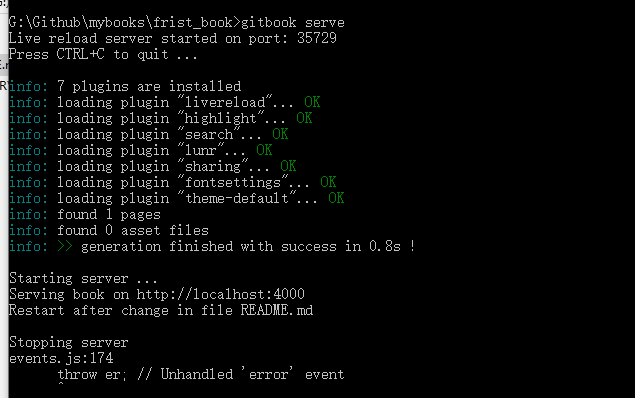 G:\Github\mybooks\frist_book>gitbook serve
Live reload server started on port: 35729
Press CTRL+C to quit ...
info: 7 plugins are installed
info: loading plugin "livereload"... OK
info: loading plugin "highlight"... OK
info: loading plugin "search"... OK
info: loading plugin "lunr"... OK
info: loading plugin "sharing"... OK
info: loading plugin "fontsettings"... OK
info: loading plugin "theme-default"... OK
info: found 1 pages
info: found 0 asset files
info: >> generation finished with success in 0.8s !
Starting server ...
Serving book on http://localhost:4000
Restart after change in file README.md
Stopping server
events.js:174
throw er; // Unhandled 'error' event
^